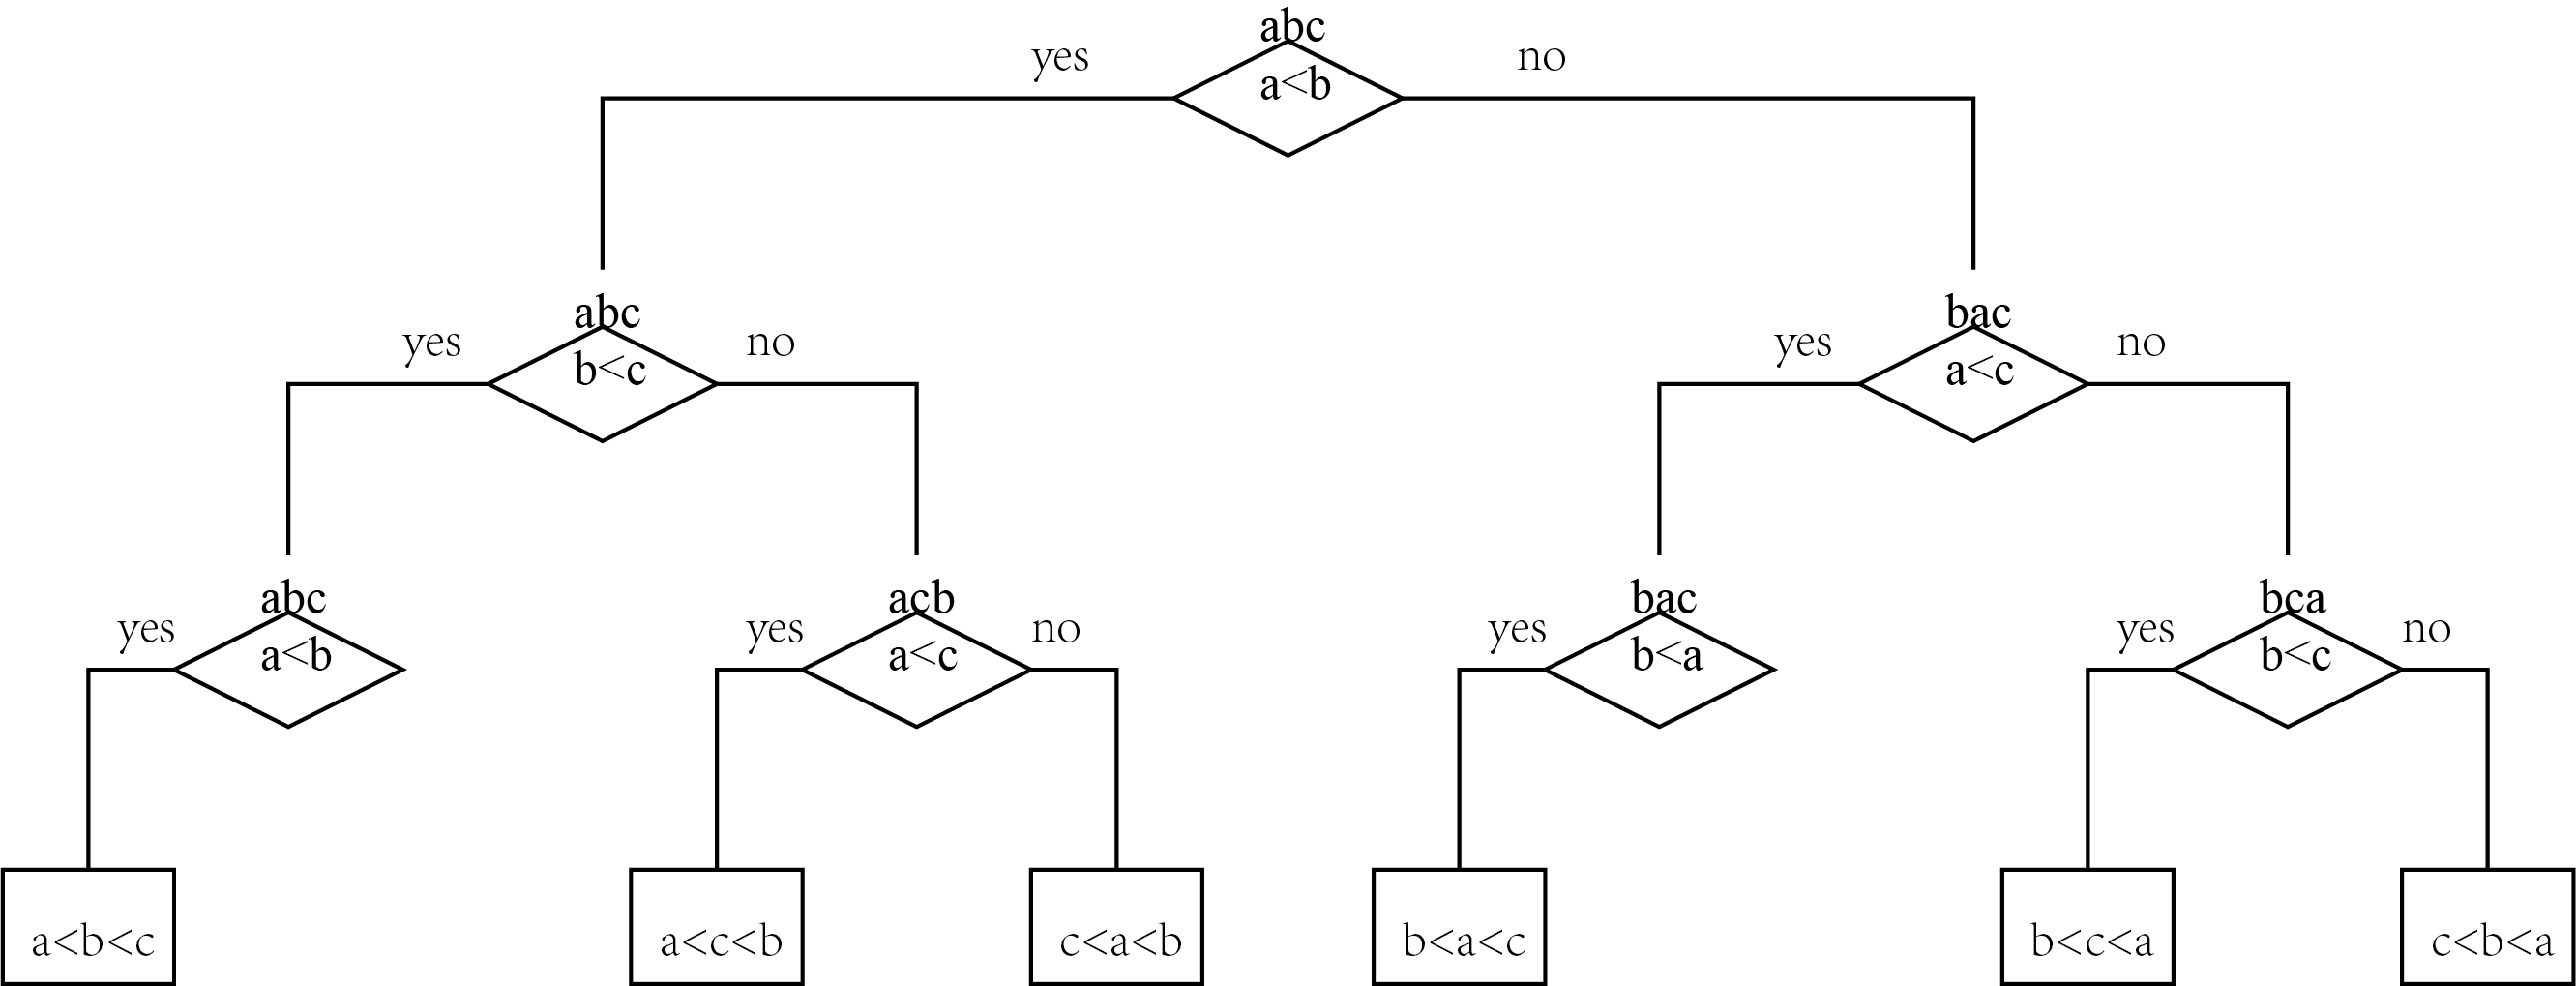 abc
yes a<b no
abc bac
yes b<c no yes a<c no
abc acb bac bca
yes a<b yes a<c no yes b<a yes b<c no
a<b<c a<c<b c<a<b b<a<c b<c<a c<b<a